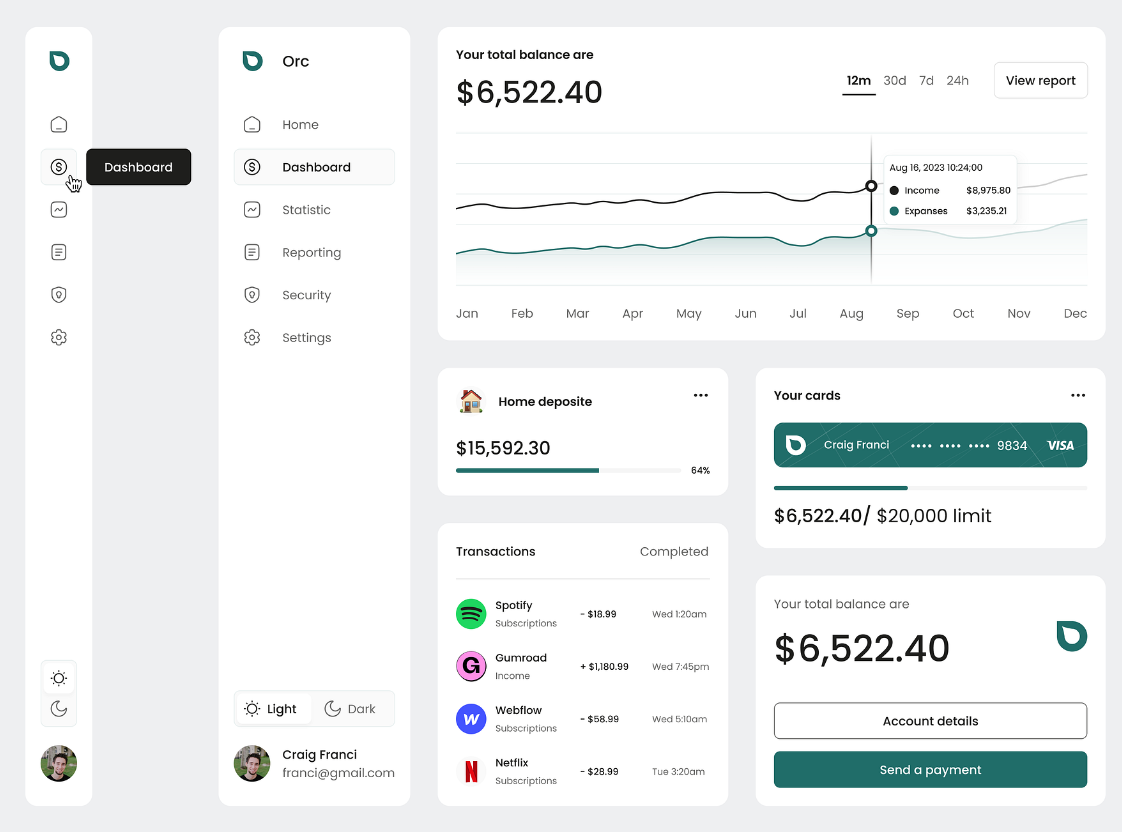 Dashboard
Orc
Home
Dashboard
Statistic
Reporting
Security
Settings
Light
Dark
Craig Franci
franci@gmail.com
Your total balance are
$6,522.40
12m 30d 7d 24h
View report
Aug 16, 2023 10:24;00
Income $8,975.80
Expanses $3,235.21
Jan Feb Mar Apr May Jun Jul Aug Sep Oct Nov Dec
Home deposite
$15,592.30
64%
Transactions Completed
Spotify
Subscriptions
- $18.99
Wed 1:20am
Gumroad
Income
+ $1,180.99
Wed 7:45pm
Webflow
Subscriptions
- $58.99
Wed 5:10am
Netflix
Subscriptions
- $28.99
Tue 3:20am
Your cards
Craig Franci •••• •••• •••• 9834 VISA
$6,522.40/ $20,000 limit
Your total balance are
$6,522.40
Account details
Send a payment